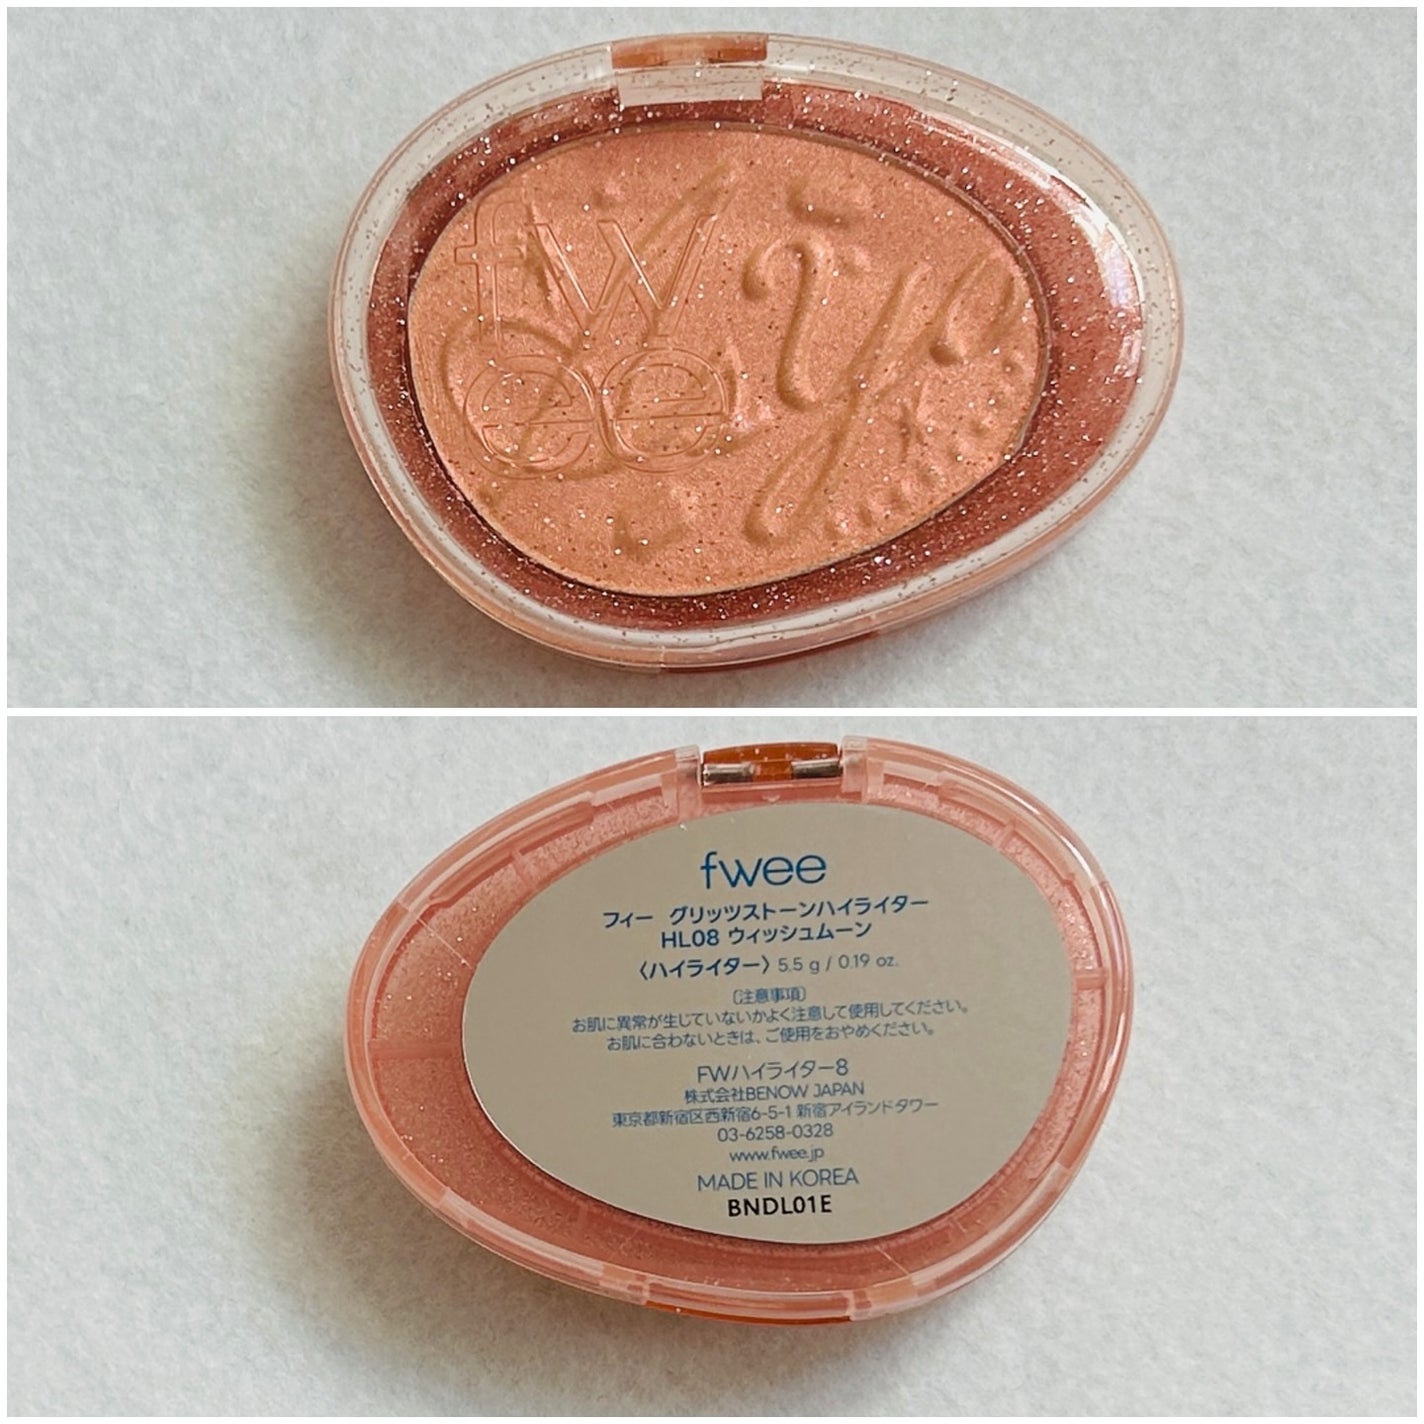 fw
ee
fwee
フィー グリッツストーンハイライター
HL08 ウィッシュムーン
〈ハイライター〉 5.5 g / 0.19 oz.
〔注意事項〕
お肌に異常が生じていないかよく注意して使用してください。
お肌に合わないときは、ご使用をおやめください。
FWハイライター8
株式会社BENOW JAPAN
東京都新宿区西新宿6-5-1 新宿アイランドタワー
03-6258-0328
www.fwee.jp
MADE IN KOREA
BNDL01E